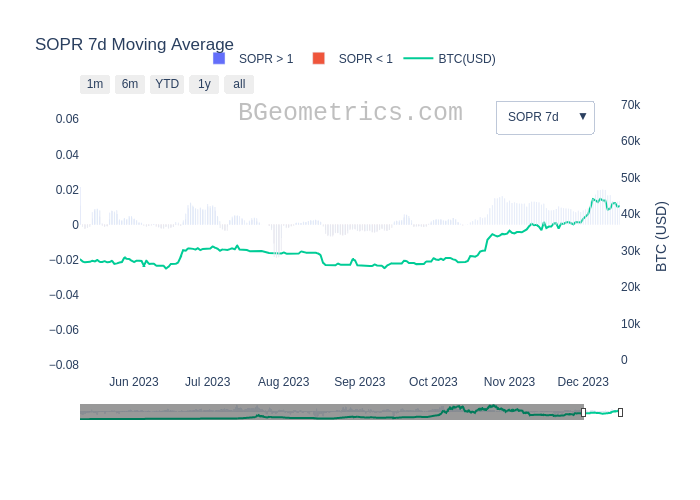 SOPR 7d Moving Average
SOPR > 1
SOPR < 1
BTC(USD)
1m
6m
YTD
1y
all
BGeometrics.com
SOPR 7d
▼
0.06
0.04
0.02
0
−0.02
−0.04
−0.06
−0.08
70k
60k
50k
40k
30k
20k
10k
0
BTC (USD)
Jun 2023
Jul 2023
Aug 2023
Sep 2023
Oct 2023
Nov 2023
Dec 2023